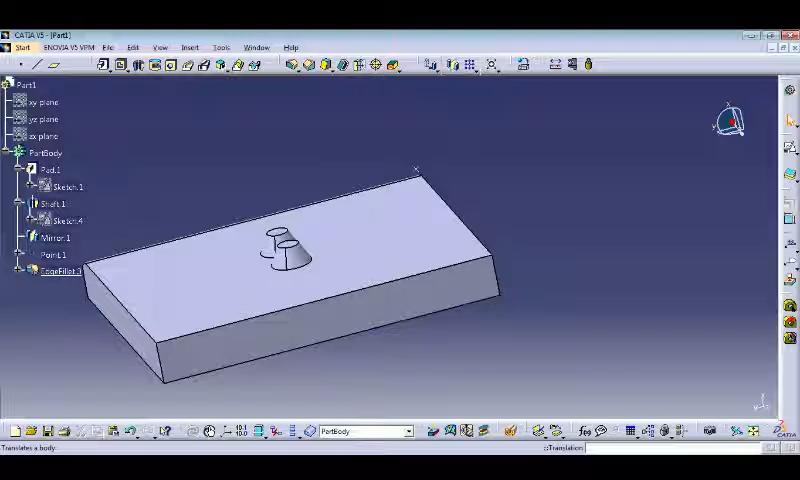 CATIA V5 - [Part1]
Start ENOVIA V5 VPM File Edit View Insert Tools Window Help
Part1
xy plane
yz plane
zx plane
PartBody
Pad.1
Sketch.1
Shaft.1
Sketch.4
Mirror.1
Point.1
EdgeFillet.3
x
y
PartBody
CATIA
Translates a body.
::Translation